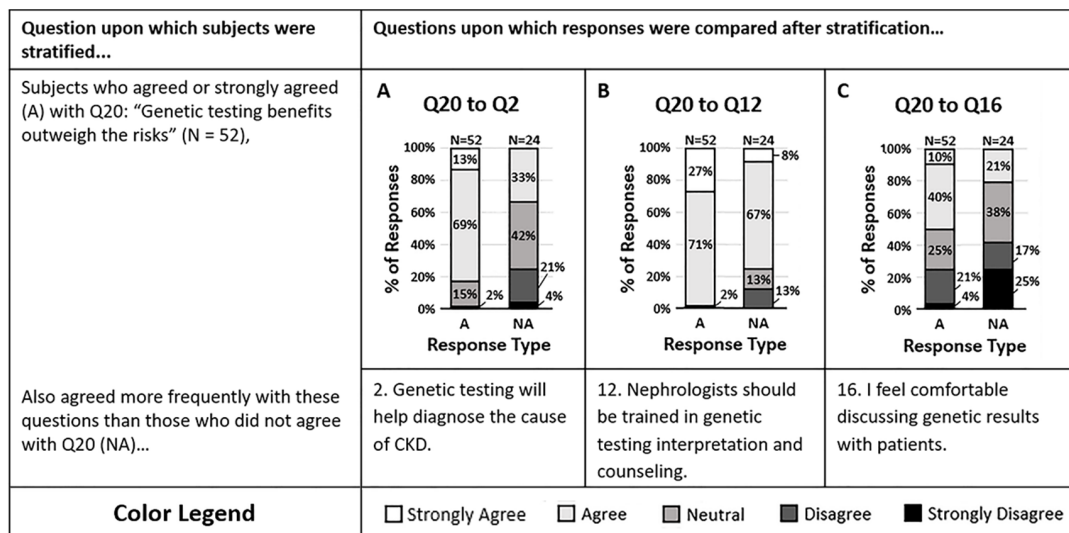 Question upon which subjects were
stratified...
Questions upon which responses were compared after stratification...
Subjects who agreed or strongly agreed
(A) with Q20: “Genetic testing benefits
outweigh the risks” (N = 52),
Also agreed more frequently with these
questions than those who did not agree
with Q20 (NA)...
A
Q20 to Q2
N=52 N=24
100%
80%
60%
40%
20%
0%
% of Responses
13%
69%
15%
2%
33%
42%
21%
4%
A NA
Response Type
2. Genetic testing will
help diagnose the cause
of CKD.
B
Q20 to Q12
N=52 N=24
100%
80%
60%
40%
20%
0%
% of Responses
27%
71%
2%
8%
67%
13%
13%
A NA
Response Type
12. Nephrologists should
be trained in genetic
testing interpretation and
counseling.
C
Q20 to Q16
N=52 N=24
100%
80%
60%
40%
20%
0%
% of Responses
10%
40%
25%
21%
4%
21%
38%
17%
25%
A NA
Response Type
16. I feel comfortable
discussing genetic results
with patients.
Color Legend
Strongly Agree Agree Neutral Disagree Strongly Disagree